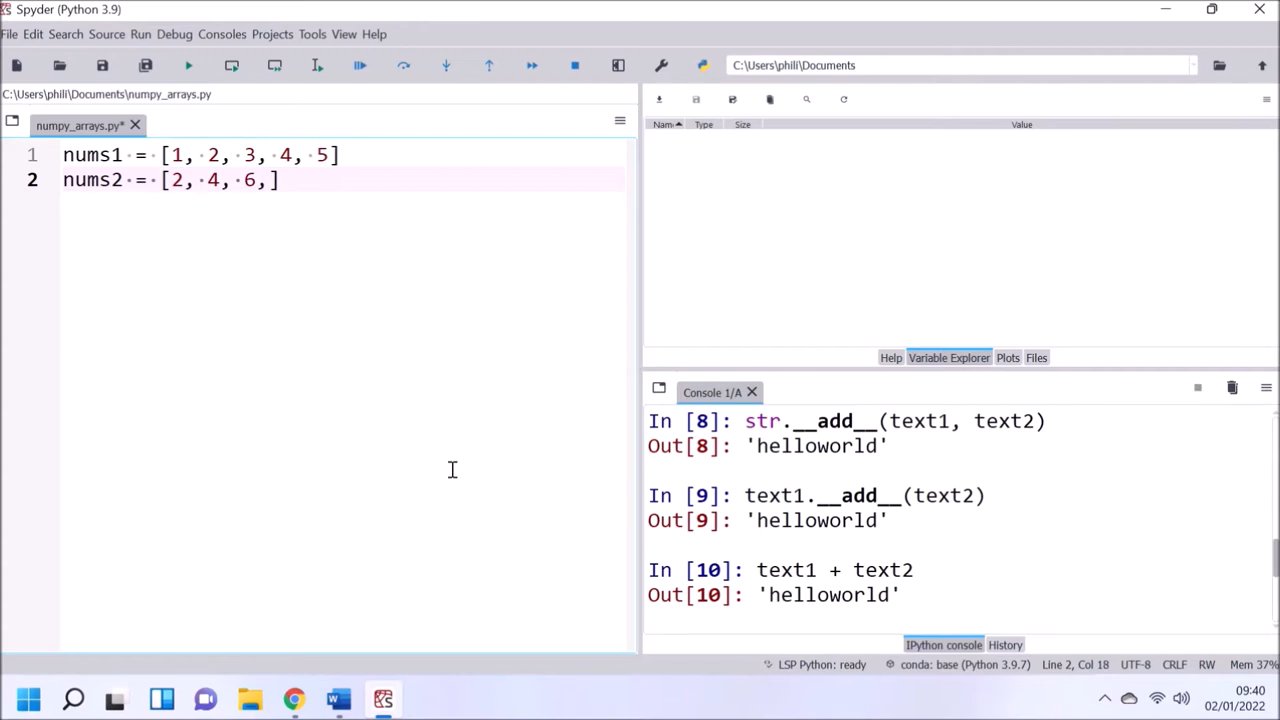 Spyder (Python 3.9)
File Edit Search Source Run Debug Consoles Projects Tools View Help
C:\Users\phili\Documents
C:\Users\phili\Documents\numpy_arrays.py
numpy_arrays.py*
1 nums1 = [1, 2, 3, 4, 5]
2 nums2 = [2, 4, 6,]
Nam Type Size Value
Help Variable Explorer Plots Files
Console 1/A
In [8]: str.__add__(text1, text2)
Out[8]: 'helloworld'
In [9]: text1.__add__(text2)
Out[9]: 'helloworld'
In [10]: text1 + text2
Out[10]: 'helloworld'
IPython console History
LSP Python: ready conda: base (Python 3.9.7) Line 2, Col 18 UTF-8 CRLF RW Mem 37%
09:40
02/01/2022